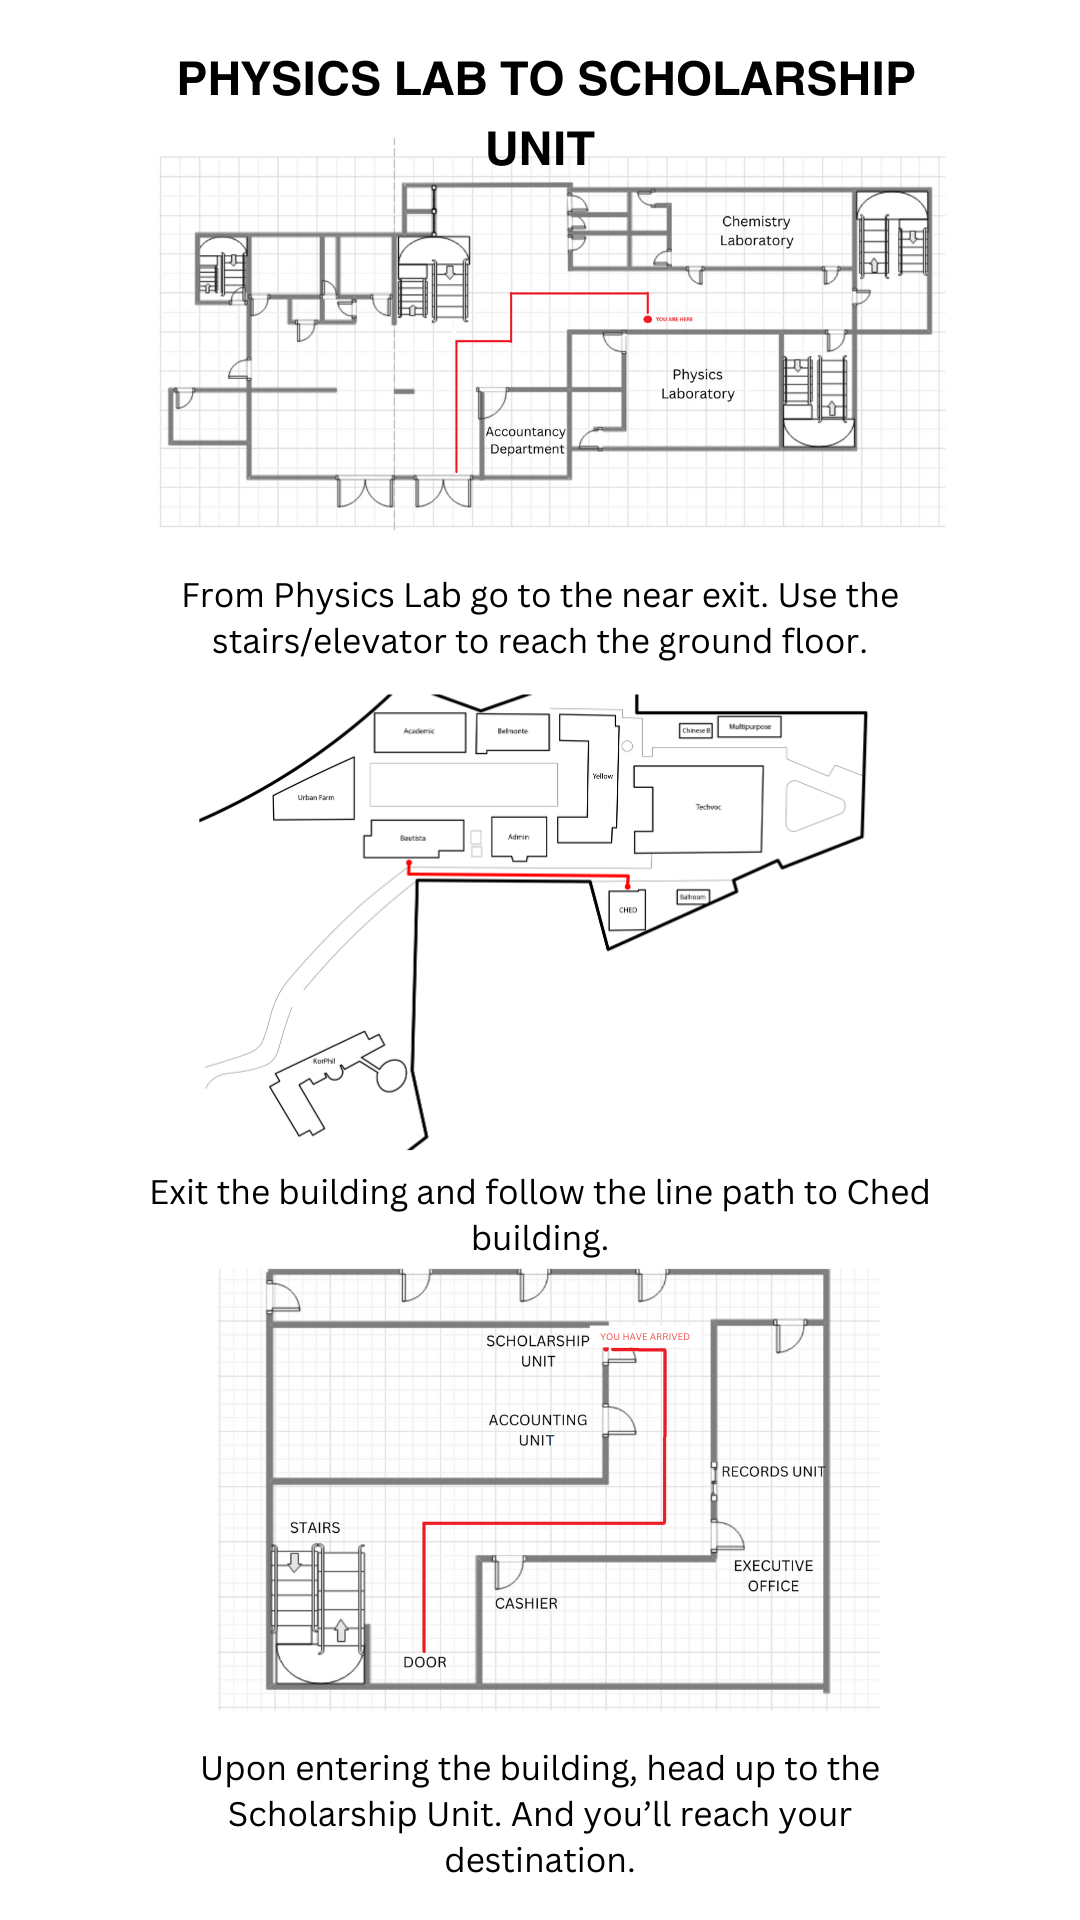 PHYSICS LAB TO SCHOLARSHIP
UNIT
Chemistry
Laboratory
YOU ARE HERE
Physics
Laboratory
Accountancy
Department
From Physics Lab go to the near exit. Use the
stairs/elevator to reach the ground floor.
Academic
Belmonte
Chinese B
Multipurpose
Yellow
Urban Farm
Techvoc
Bautista
Admin
CHED
Ballroom
KorPhil
Exit the building and follow the line path to Ched
building.
YOU HAVE ARRIVED
SCHOLARSHIP
UNIT
ACCOUNTING
UNIT
RECORDS UNIT
STAIRS
EXECUTIVE
OFFICE
CASHIER
DOOR
Upon entering the building, head up to the
Scholarship Unit. And you’ll reach your
destination.